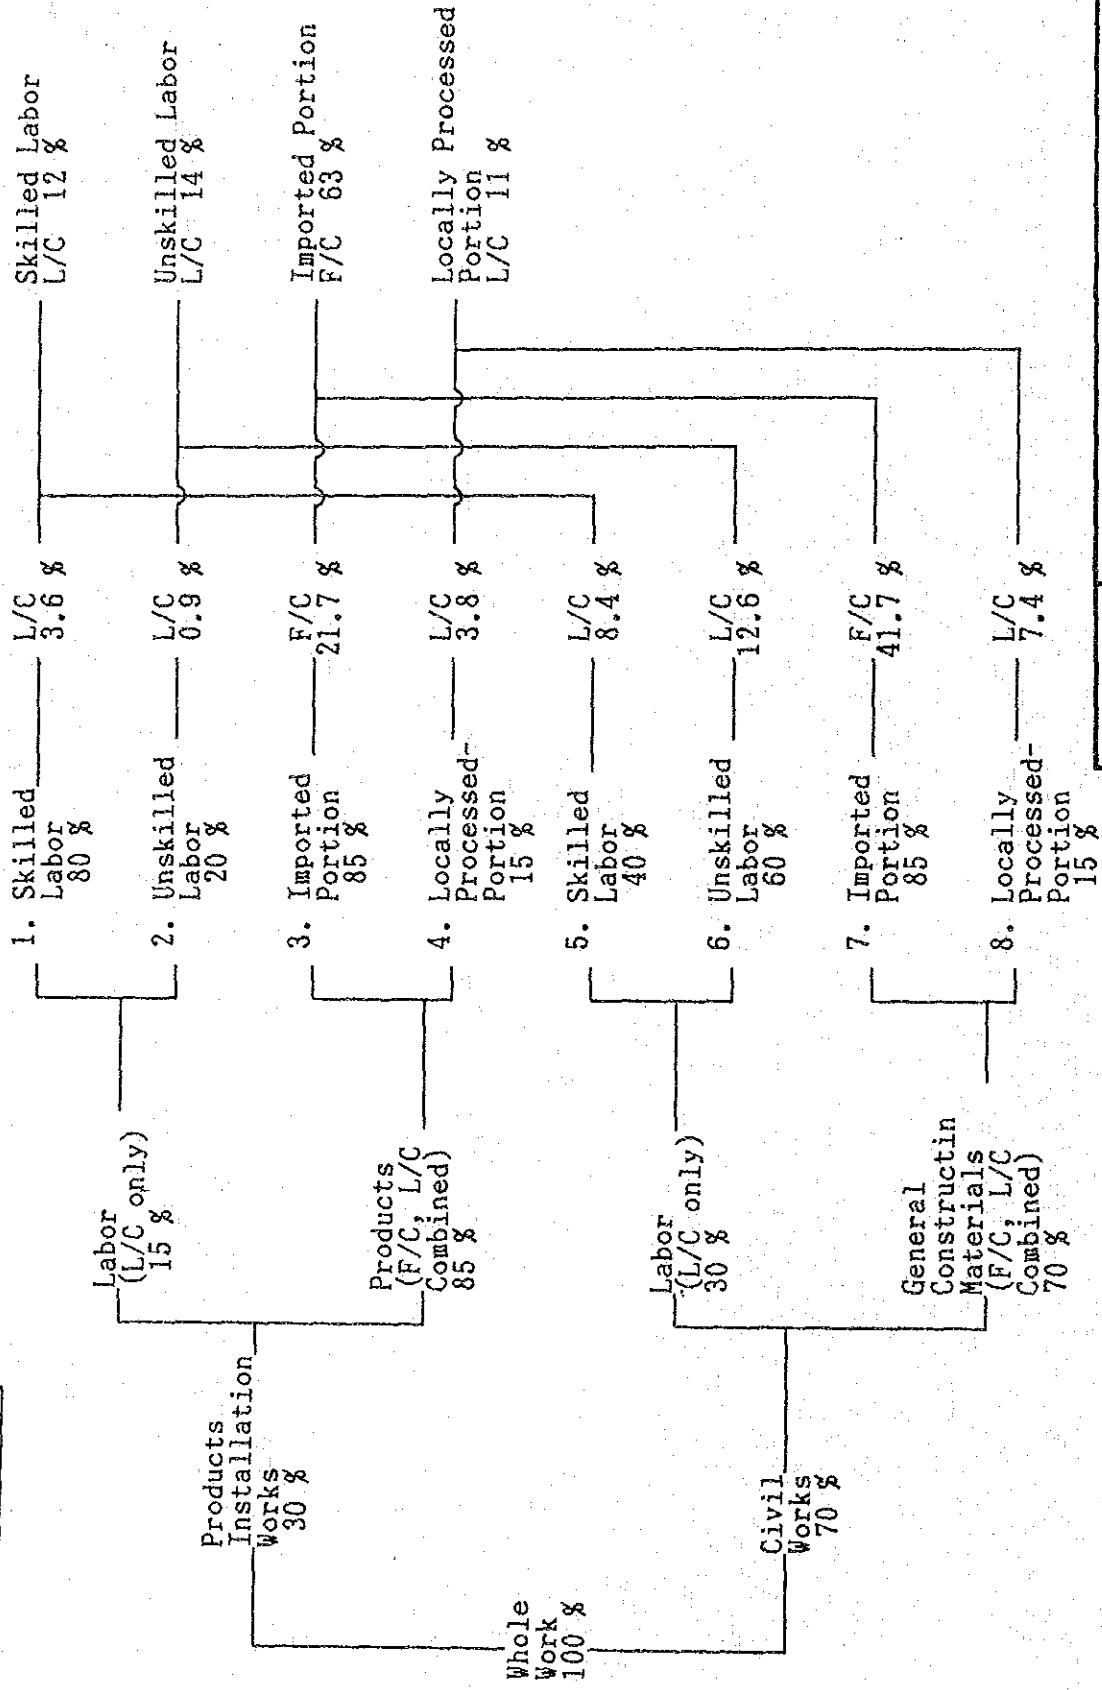 Whole
Work
100 %
Products
Installation
Works
30 %
Civil
Works
70 %
Labor
(L/C only)
15 %
Products
(F/C, L/C
Combined)
85 %
Labor
(L/C only)
30 %
General
Constructin
Materials
(F/C, L/C
Combined)
70 %
1. Skilled
Labor
80 %
2. Unskilled
Labor
20 %
3. Imported
Portion
85 %
4. Locally
Processed-
Portion
15 %
5. Skilled
Labor
40 %
6. Unskilled
Labor
60 %
7. Imported
Portion
85 %
8. Locally
Processed-
Portion
15 %
L/C
3.6 %
L/C
0.9 %
F/C
21.7 %
L/C
3.8 %
L/C
8.4 %
L/C
12.6 %
F/C
41.7 %
L/C
7.4 %
Skilled Labor
L/C 12 %
Unskilled Labor
L/C 14 %
Imported Portion
F/C 63 %
Locally Processed
Portion
L/C 11 %